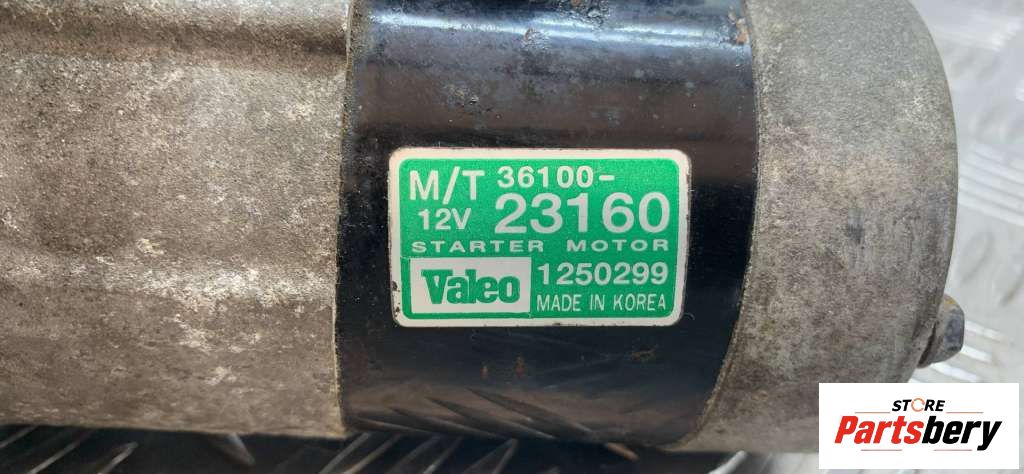 M/T 36100-
12V 23160
STARTER MOTOR
Valeo 1250299
MADE IN KOREA
STORE
Partsbery